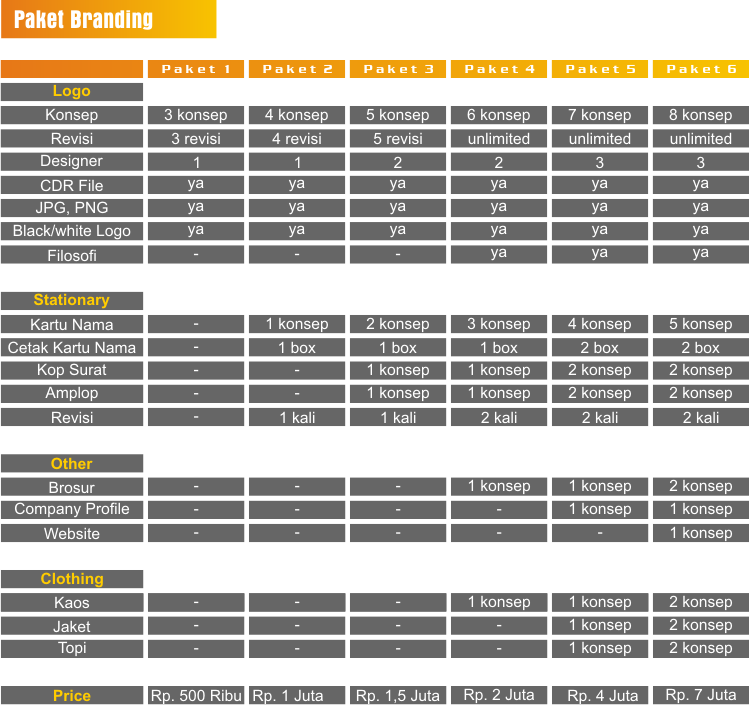 Paket Branding
Paket 1 Paket 2 Paket 3 Paket 4 Paket 5 Paket 6
Logo
Konsep 3 konsep 4 konsep 5 konsep 6 konsep 7 konsep 8 konsep
Revisi 3 revisi 4 revisi 5 revisi unlimited unlimited unlimited
Designer 1 1 2 2 3 3
CDR File ya ya ya ya ya ya
JPG, PNG ya ya ya ya ya ya
Black/white Logo ya ya ya ya ya ya
Filosofi - - - ya ya ya
Stationary
Kartu Nama - 1 konsep 2 konsep 3 konsep 4 konsep 5 konsep
Cetak Kartu Nama - 1 box 1 box 1 box 2 box 2 box
Kop Surat - - 1 konsep 1 konsep 2 konsep 2 konsep
Amplop - - 1 konsep 1 konsep 2 konsep 2 konsep
Revisi - 1 kali 1 kali 2 kali 2 kali 2 kali
Other
Brosur - - - 1 konsep 1 konsep 2 konsep
Company Profile - - - - 1 konsep 1 konsep
Website - - - - - 1 konsep
Clothing
Kaos - - - 1 konsep 1 konsep 2 konsep
Jaket - - - - 1 konsep 2 konsep
Topi - - - - 1 konsep 2 konsep
Price Rp. 500 Ribu Rp. 1 Juta Rp. 1,5 Juta Rp. 2 Juta Rp. 4 Juta Rp. 7 Juta